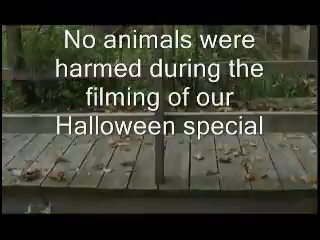 No animals were
harmed during the
filming of our
Halloween special